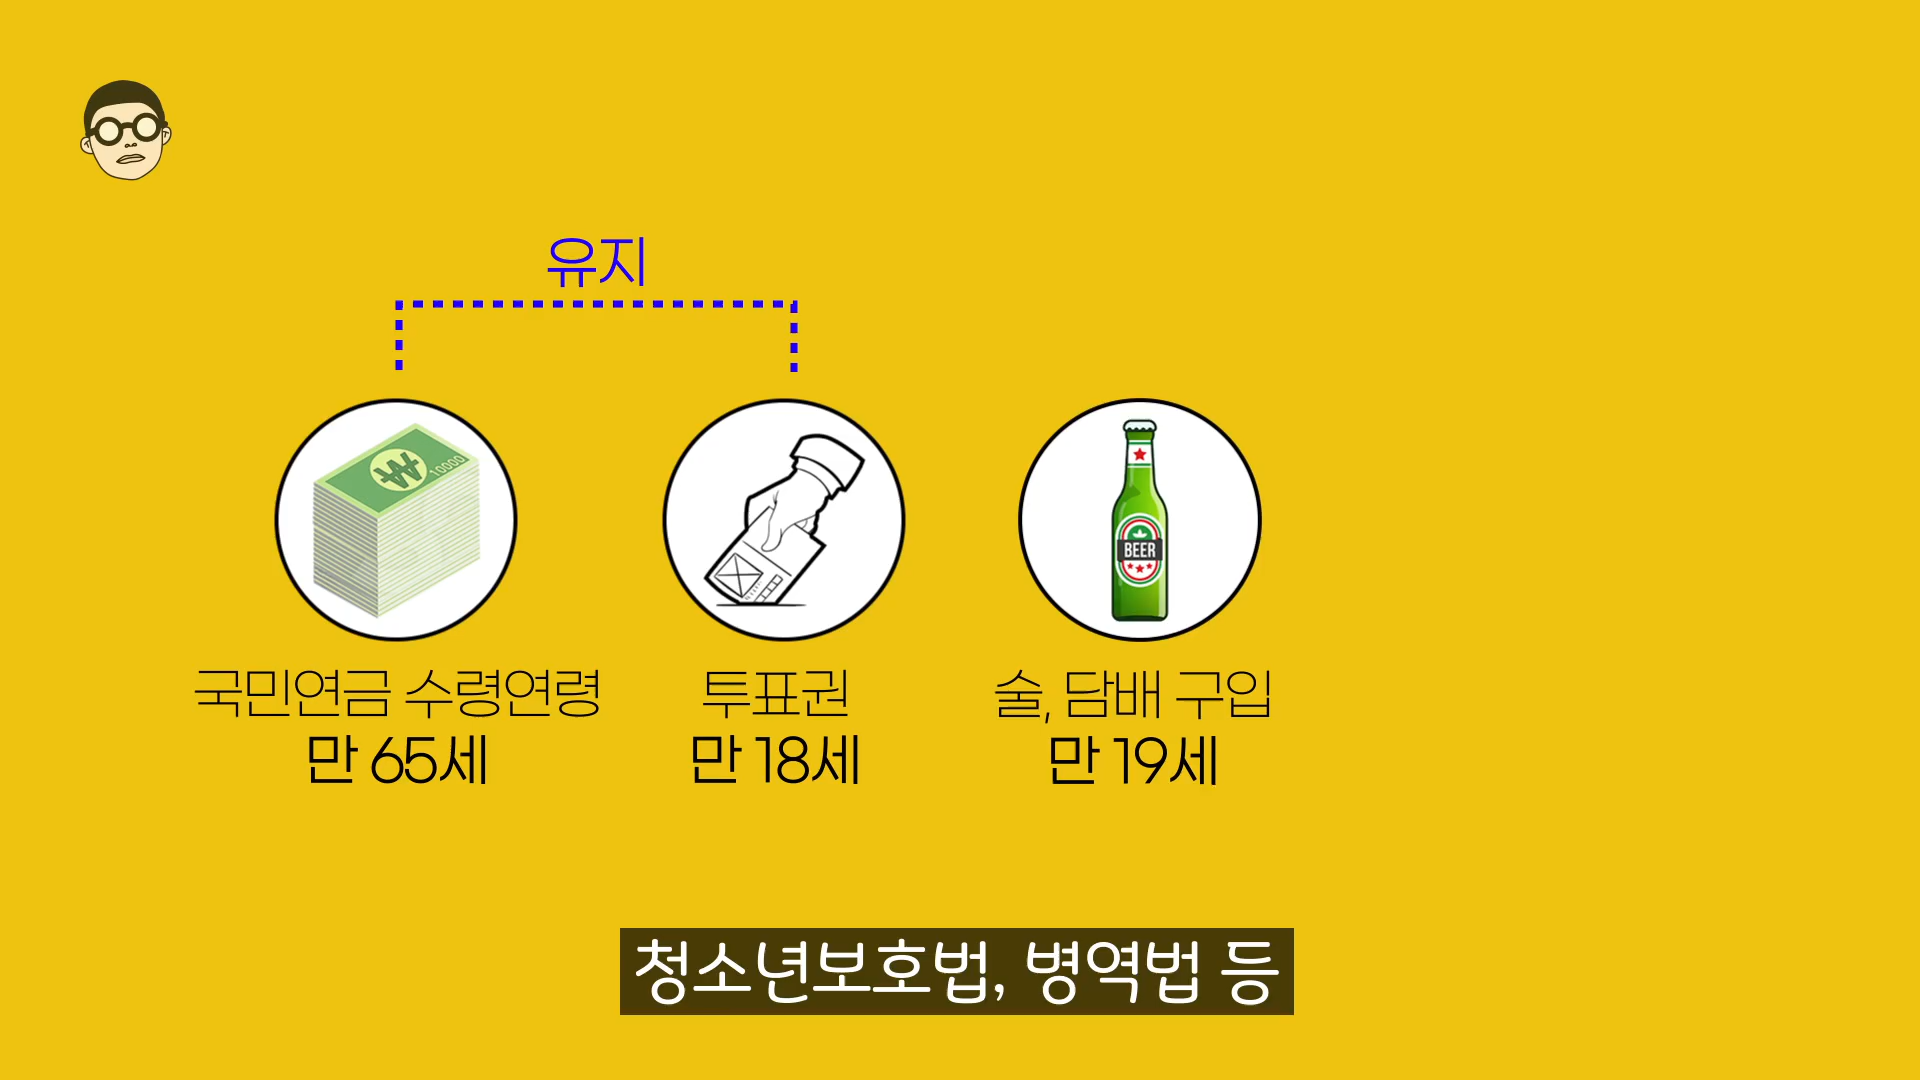 유지
10000
BEER
국민연금 수령연령
만 65세
투표권
만 18세
술, 담배 구입
만 19세
청소년보호법, 병역법 등